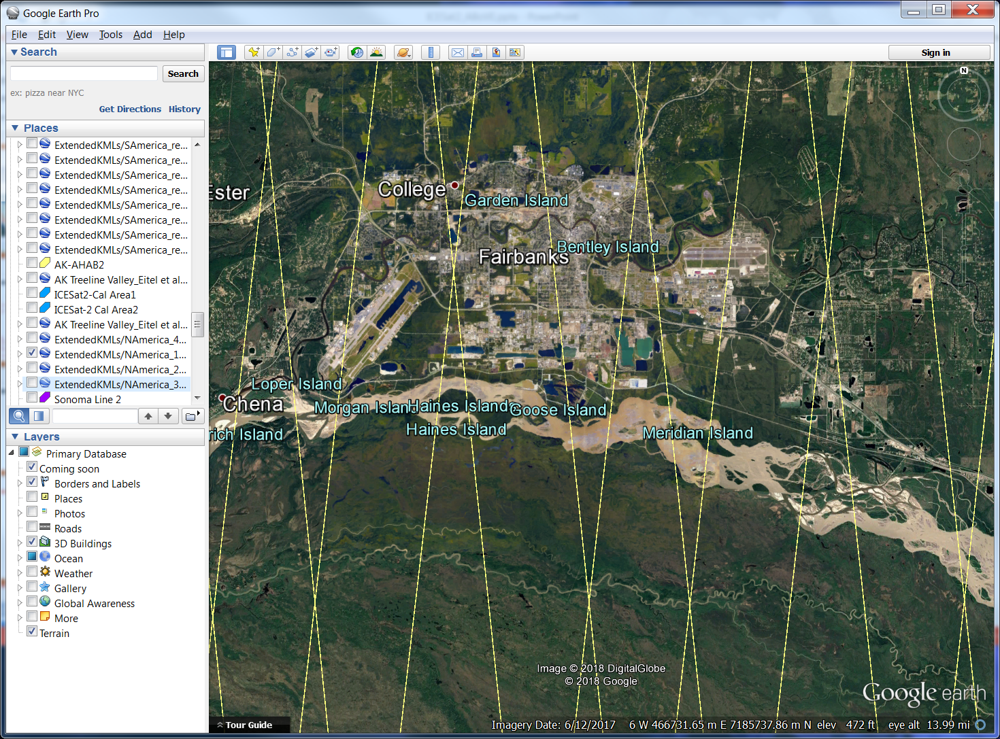 Google Earth Pro
File Edit View Tools Add Help
Search
Search
ex: pizza near NYC
Get Directions History
Places
ExtendedKMLs/SAmerica_re...
ExtendedKMLs/SAmerica_re...
ExtendedKMLs/SAmerica_re...
ExtendedKMLs/SAmerica_re...
ExtendedKMLs/SAmerica_re...
ExtendedKMLs/SAmerica_re...
ExtendedKMLs/SAmerica_re...
ExtendedKMLs/SAmerica_re...
AK-AHAB2
AK Treeline Valley_Eitel et al...
ICESat2-Cal Area1
ICESat-2 Cal Area2
AK Treeline Valley_Eitel et al...
ExtendedKMLs/NAmerica_4...
ExtendedKMLs/NAmerica_1...
ExtendedKMLs/NAmerica_2...
ExtendedKMLs/NAmerica_3...
Sonoma Line 2
Layers
Primary Database
Coming soon
Borders and Labels
Places
Photos
Roads
3D Buildings
Ocean
Weather
Gallery
Global Awareness
More
Terrain
Sign in
N
Ester
College
Garden Island
Bentley Island
Fairbanks
Loper Island
Chena
Morgan Island
Haines Island
Goose Island
Haines Island
rich Island
Meridian Island
Image © 2018 DigitalGlobe
© 2018 Google
Google earth
Tour Guide
Imagery Date: 6/12/2017 6 W 466731.65 m E 7185737.86 m N elev 472 ft eye alt 13.99 mi